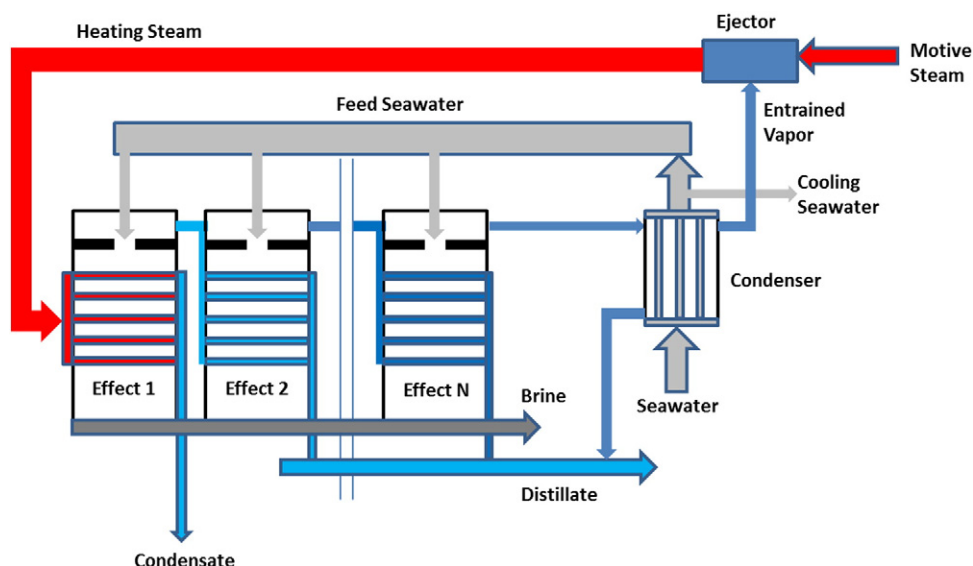 Heating Steam
Ejector
Motive
Steam
Feed Seawater
Entrained
Vapor
Cooling
Seawater
Condenser
Effect 1
Effect 2
Effect N
Brine
Seawater
Distillate
Condensate